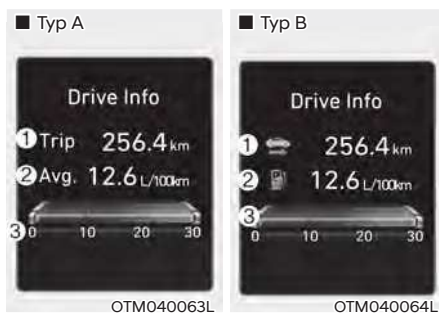 ■ Typ A
Drive Info
① Trip 256.4 km
② Avg. 12.6 L/100km
③
0 10 20 30
OTM040063L
■ Typ B
Drive Info
① 256.4 km
② 12.6 L/100km
③
0 10 20 30
OTM040064L